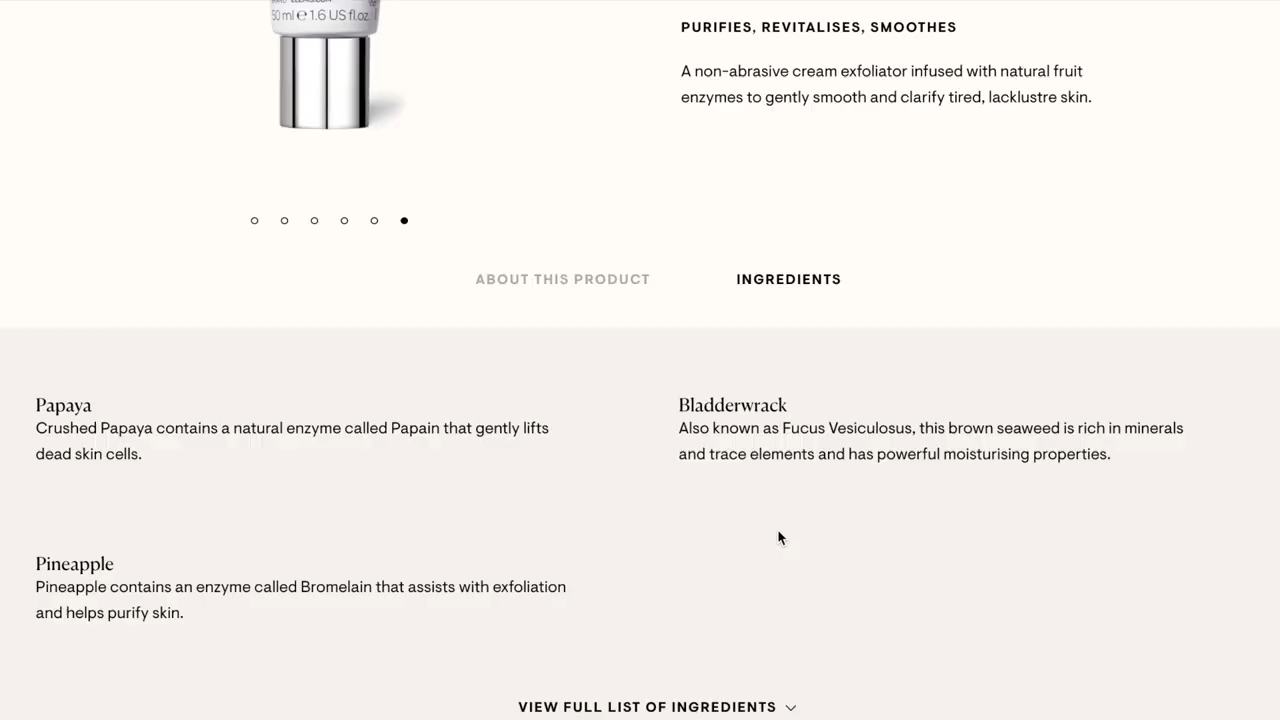 50 ml e 1.6 US fl.oz.
PURIFIES, REVITALISES, SMOOTHES
A non-abrasive cream exfoliator infused with natural fruit
enzymes to gently smooth and clarify tired, lacklustre skin.
ABOUT THIS PRODUCT
INGREDIENTS
Papaya
Crushed Papaya contains a natural enzyme called Papain that gently lifts
dead skin cells.
Bladderwrack
Also known as Fucus Vesiculosus, this brown seaweed is rich in minerals
and trace elements and has powerful moisturising properties.
Pineapple
Pineapple contains an enzyme called Bromelain that assists with exfoliation
and helps purify skin.
VIEW FULL LIST OF INGREDIENTS